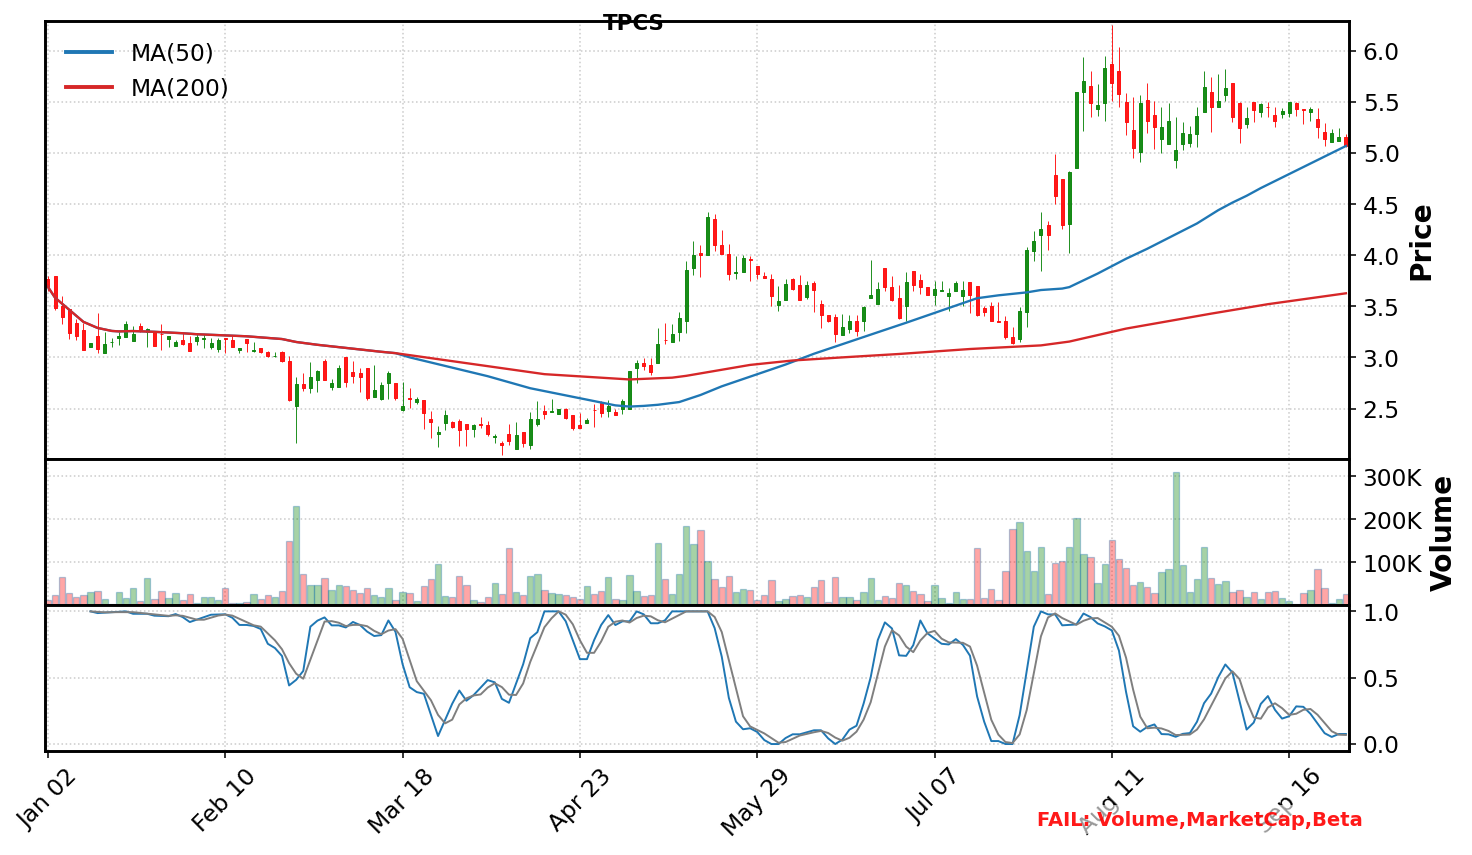 TPCS
MA(50)
MA(200)
6.0
5.5
5.0
4.5
4.0
3.5
3.0
2.5
Price
300K
200K
100K
Volume
1.0
0.5
0.0
Jan 02
Feb 10
Mar 18
Apr 23
May 29
Jul 07
Aug 11
Sep 16
FAIL: Volume,MarketCap,Beta